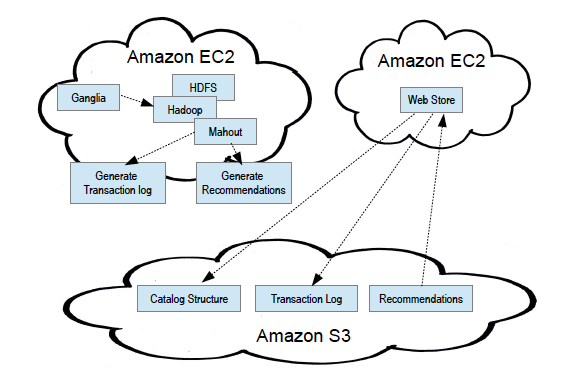 Amazon EC2
HDFS
Ganglia
Hadoop
Mahout
Generate
Transaction log
Generate
Recommendations
Amazon EC2
Web Store
Catalog Structure
Transaction Log
Recommendations
Amazon S3